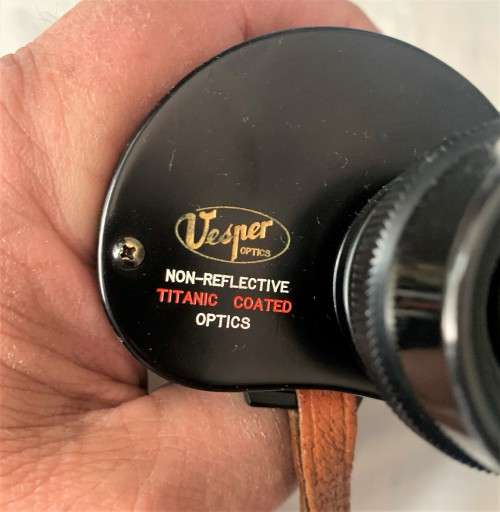 Vesper
OPTICS
NON-REFLECTIVE
TITANIC COATED
OPTICS